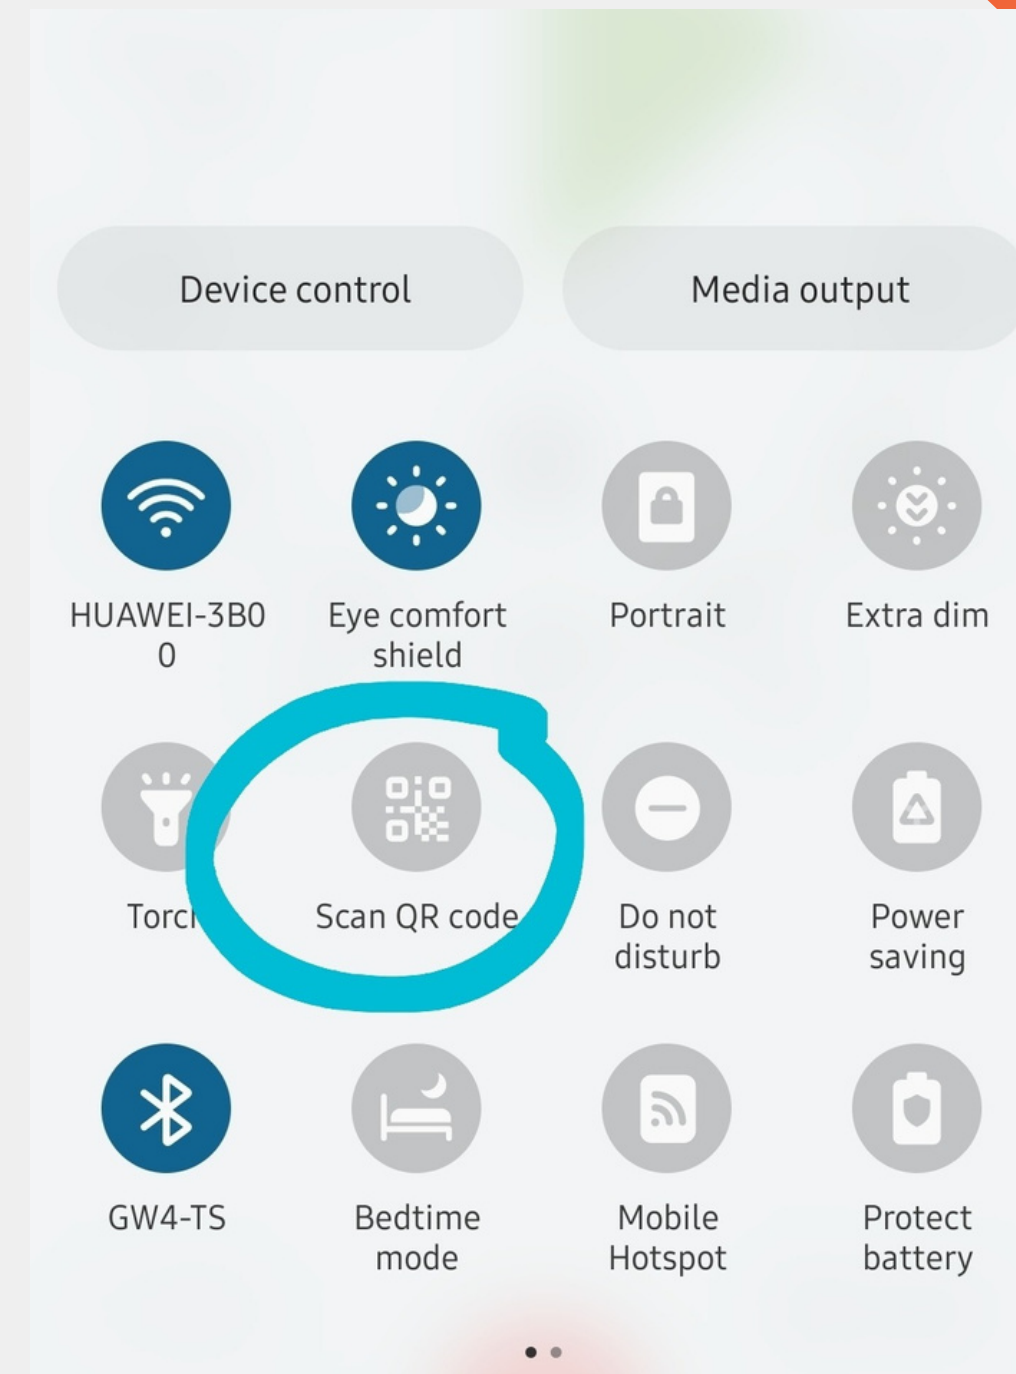 Device control Media output
HUAWEI-3B0 Eye comfort Portrait Extra dim
0 shield
Scan QR code Do not Power
disturb saving
GW4-TS Bedtime Mobile Protect
mode Hotspot battery